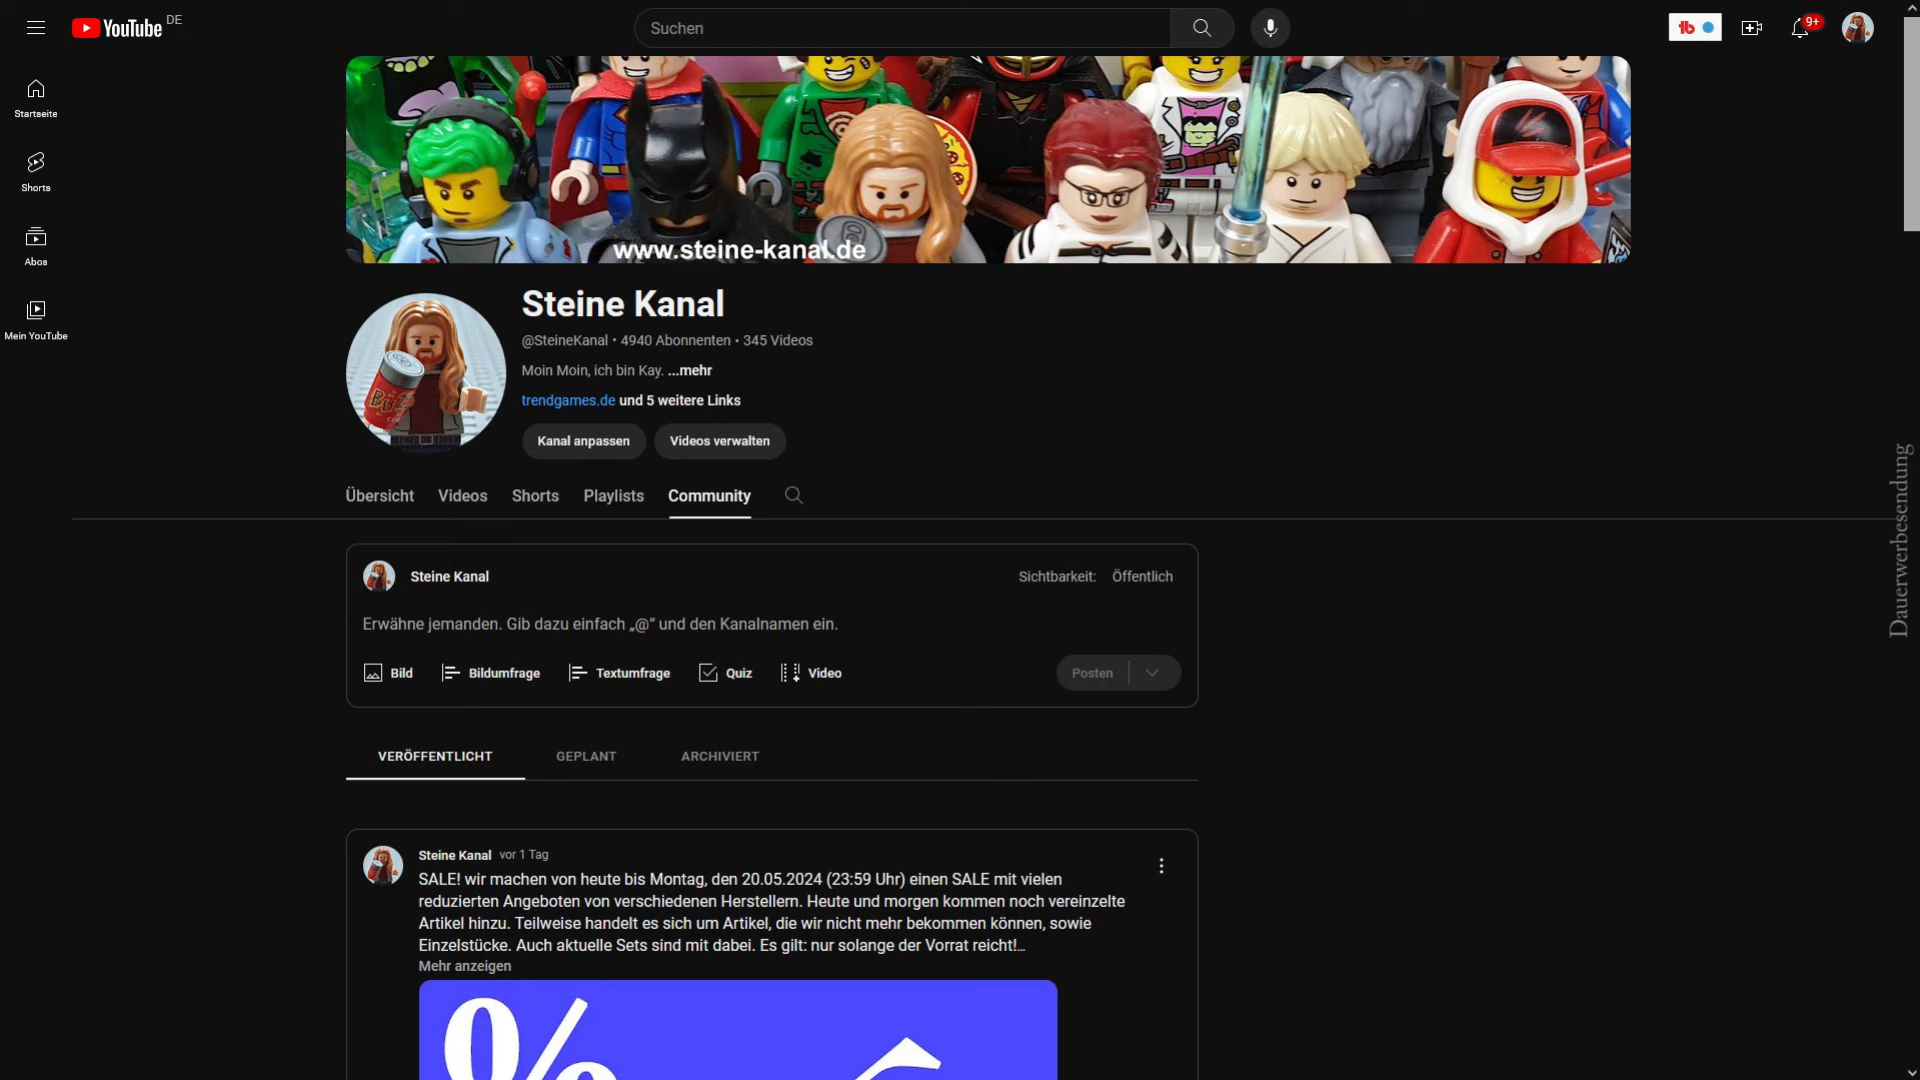 YouTube DE
Suchen
9+
Startseite
Shorts
Abos
Mein YouTube
www.steine-kanal.de
Steine Kanal
@SteineKanal • 4940 Abonnenten • 345 Videos
Moin Moin, ich bin Kay. ...mehr
trendgames.de und 5 weitere Links
Kanal anpassen
Videos verwalten
Übersicht
Videos
Shorts
Playlists
Community
Dauerwerbesendung
Steine Kanal
Sichtbarkeit: Öffentlich
Erwähne jemanden. Gib dazu einfach „@“ und den Kanalnamen ein.
Bild
Bildumfrage
Textumfrage
Quiz
Video
Posten
VERÖFFENTLICHT
GEPLANT
ARCHIVIERT
Steine Kanal vor 1 Tag
SALE! wir machen von heute bis Montag, den 20.05.2024 (23:59 Uhr) einen SALE mit vielen
reduzierten Angeboten von verschiedenen Herstellern. Heute und morgen kommen noch vereinzelte
Artikel hinzu. Teilweise handelt es sich um Artikel, die wir nicht mehr bekommen können, sowie
Einzelstücke. Auch aktuelle Sets sind mit dabei. Es gilt: nur solange der Vorrat reicht!...
Mehr anzeigen
%